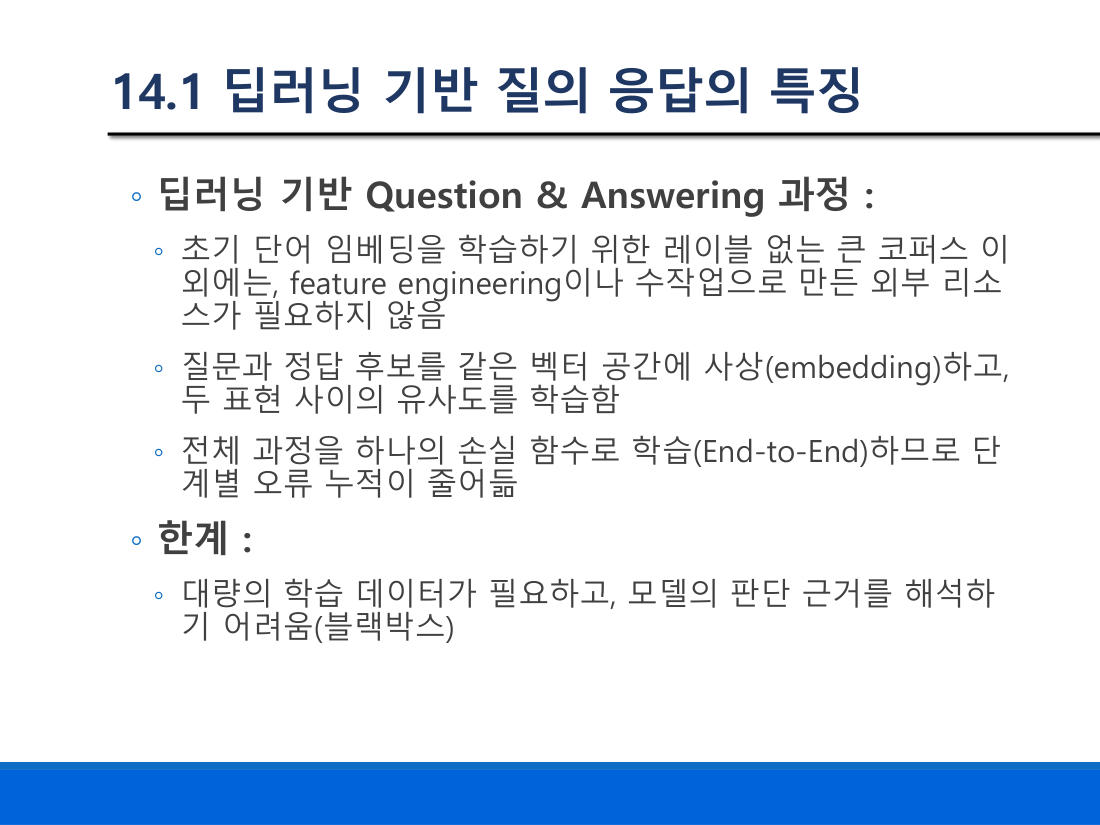 14.1 딥러닝 기반 질의 응답의 특징
◦ 딥러닝 기반 Question & Answering 과정 :
◦ 초기 단어 임베딩을 학습하기 위한 레이블 없는 큰 코퍼스 이
외에는, feature engineering이나 수작업으로 만든 외부 리소
스가 필요하지 않음
◦ 질문과 정답 후보를 같은 벡터 공간에 사상(embedding)하고,
두 표현 사이의 유사도를 학습함
◦ 전체 과정을 하나의 손실 함수로 학습(End-to-End)하므로 단
계별 오류 누적이 줄어듦
◦ 한계 :
◦ 대량의 학습 데이터가 필요하고, 모델의 판단 근거를 해석하
기 어려움(블랙박스)